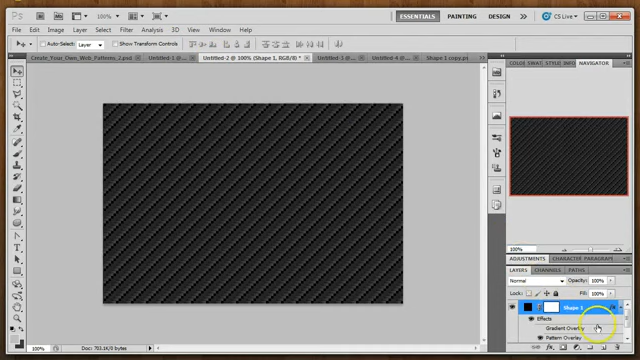 Ps 100% ESSENTIALS PAINTING DESIGN CS Live
File Edit Image Layer Select Filter Analysis 3D View Window Help
Auto-Select: Layer Show Transform Controls
Create_Your_Own_Web_Patterns_2.psd Untitled-1 @ ... Untitled-2 @ 100% (Shape 1, RGB/8) * Untitled-3 @ ... Untitled-4 @ ... Shape 1 copy.ps
COLOR SWAT STYLE INFO NAVIGATOR
100%
ADJUSTMENTS CHARACTER PARAGRAPH
LAYERS CHANNELS PATHS
Normal Opacity: 100%
Lock: Fill: 100%
Shape 1 fx
Effects
Gradient Overlay
Pattern Overlay
100% Doc: 703.1K/0 bytes